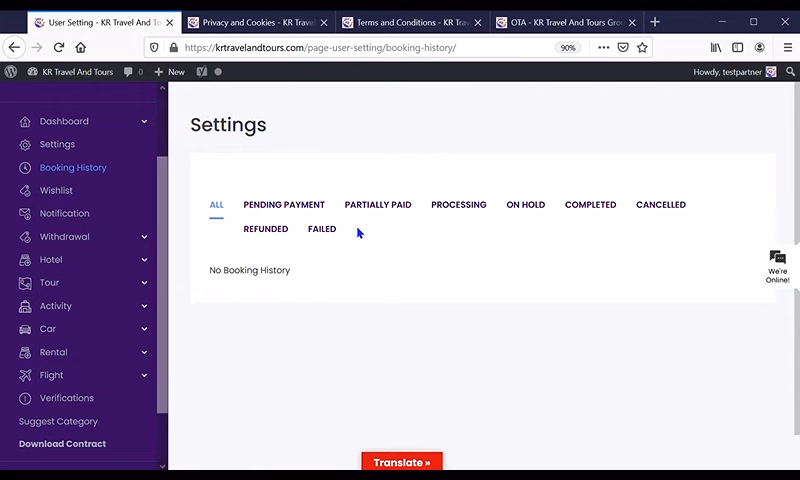 User Setting - KR Travel And To
Privacy and Cookies - KR Travel
Terms and Conditions - KR Trav
OTA - KR Travel And Tours Grou
https://krtravelandtours.com/page-user-setting/booking-history/
90%
KR Travel And Tours
0
New
Howdy, testpartner
Dashboard
Settings
Booking History
Wishlist
Notification
Withdrawal
Hotel
Tour
Activity
Car
Rental
Flight
Verifications
Suggest Category
Download Contract
Settings
ALL PENDING PAYMENT PARTIALLY PAID PROCESSING ON HOLD COMPLETED CANCELLED
REFUNDED FAILED
No Booking History
We're
Online!
Translate »